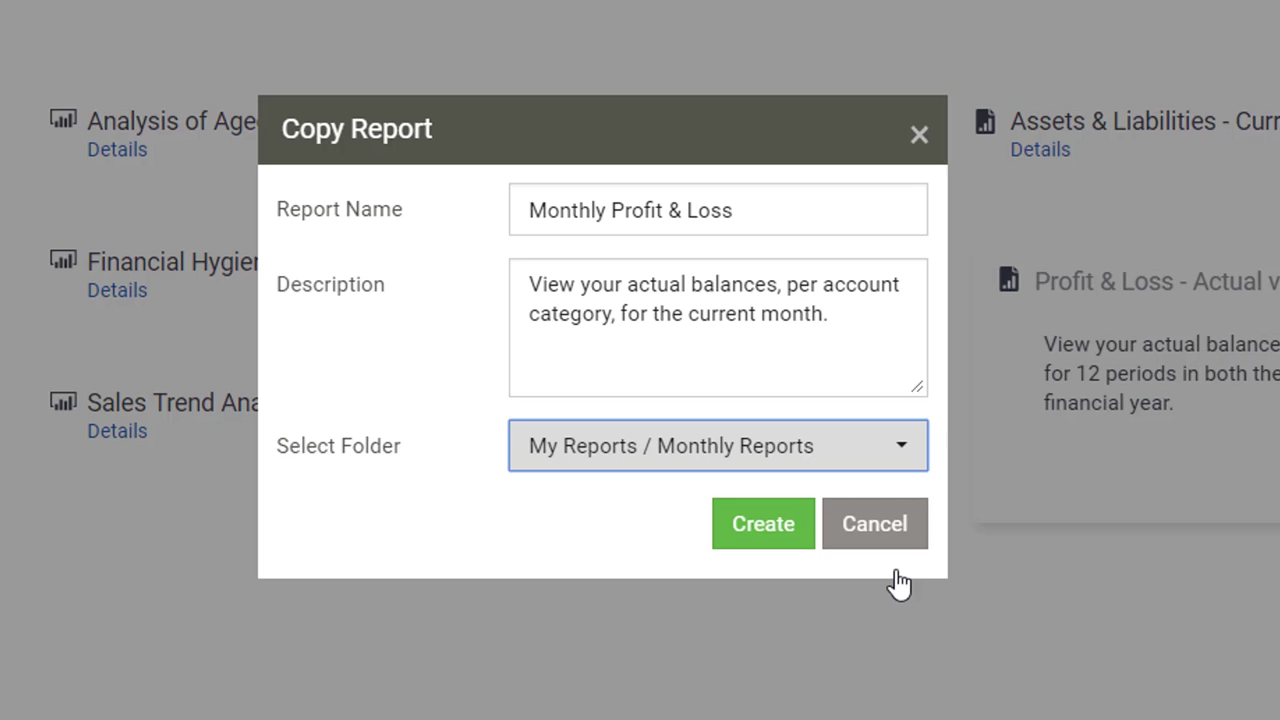 Analysis of Age
Details
Financial Hygie
Details
Sales Trend Ana
Details
Copy Report
×
Report Name
Monthly Profit & Loss
Description
View your actual balances, per account
category, for the current month.
Select Folder
My Reports / Monthly Reports
Create
Cancel
Assets & Liabilities - Curr
Details
Profit & Loss - Actual v
View your actual balance
for 12 periods in both the
financial year.